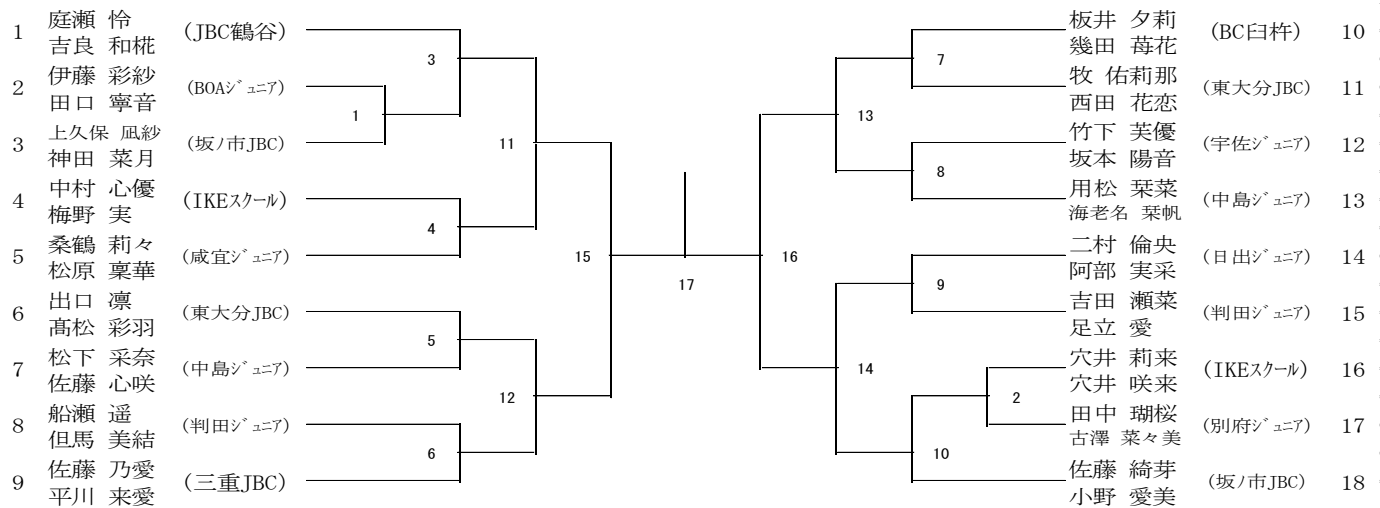 1 庭瀬 怜 (JBC鶴谷)
吉良 和椛
2 伊藤 彩紗 (BOAジュニア)
田口 寧音
3 上久保 凪紗 (坂ノ市JBC)
神田 菜月
4 中村 心優 (IKEスクール)
梅野 実
5 桑鶴 莉々 (咸宜ジュニア)
松原 稟華
6 出口 凛 (東大分JBC)
髙松 彩羽
7 松下 采奈 (中島ジュニア)
佐藤 心咲
8 船瀬 遥 (判田ジュニア)
但馬 美結
9 佐藤 乃愛 (三重JBC)
平川 来愛
3
1
11
4
15
5
12
6
17
7
13
8
16
9
14
2
10
板井 夕莉 (BC臼杵) 10
幾田 苺花
牧 佑莉那 (東大分JBC) 11
西田 花恋
竹下 芙優 (宇佐ジュニア) 12
坂本 陽音
用松 栞菜 (中島ジュニア) 13
海老名 栞帆
二村 倫央 (日出ジュニア) 14
阿部 実采
吉田 瀬菜 (判田ジュニア) 15
足立 愛
穴井 莉来 (IKEスクール) 16
穴井 咲来
田中 瑚桜 (別府ジュニア) 17
古澤 菜々美
佐藤 綺芽 (坂ノ市JBC) 18
小野 愛美